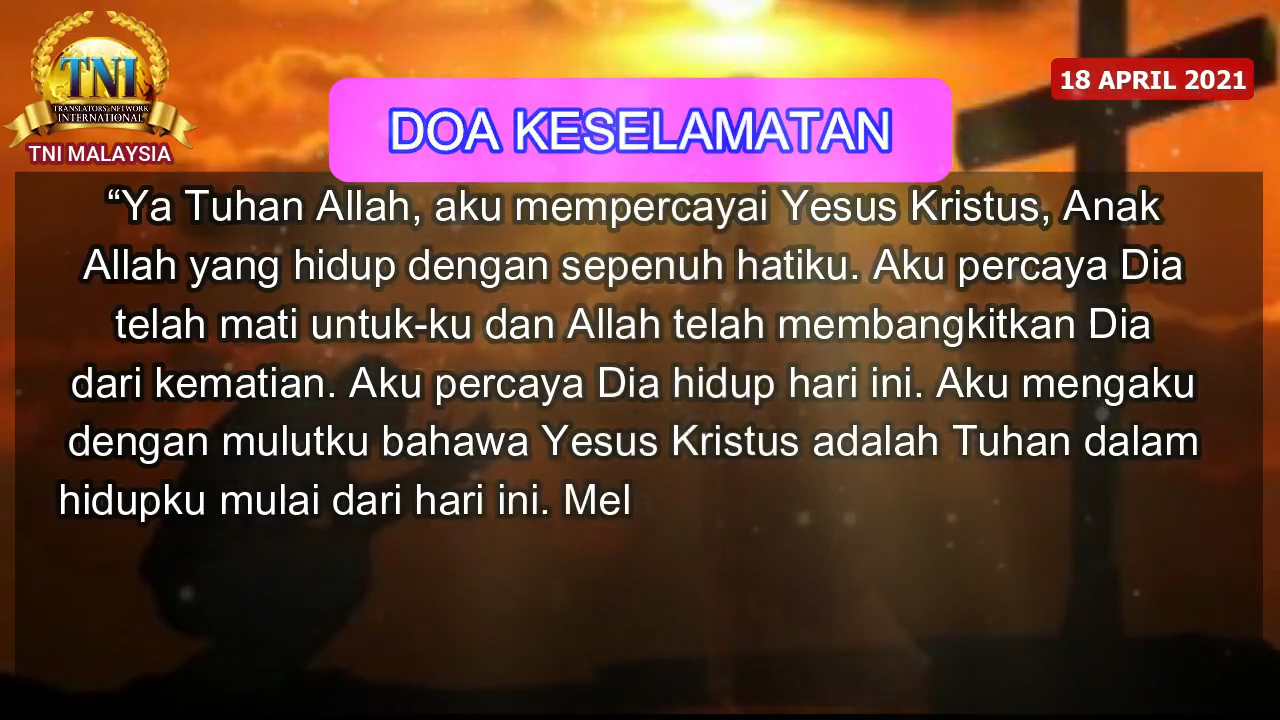 TNI
TRANSLATORS' NETWORK
INTERNATIONAL
TNI MALAYSIA
18 APRIL 2021
DOA KESELAMATAN
“Ya Tuhan Allah, aku mempercayai Yesus Kristus, Anak
Allah yang hidup dengan sepenuh hatiku. Aku percaya Dia
telah mati untuk-ku dan Allah telah membangkitkan Dia
dari kematian. Aku percaya Dia hidup hari ini. Aku mengaku
dengan mulutku bahawa Yesus Kristus adalah Tuhan dalam
hidupku mulai dari hari ini. Mel